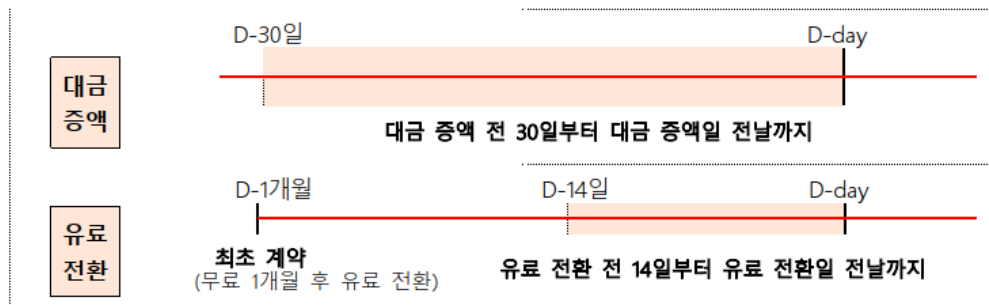 D-30일
D-day
대금
증액
대금 증액 전 30일부터 대금 증액일 전날까지
D-1개월
D-14일
D-day
유료
전환
최초 계약
(무료 1개월 후 유료 전환)
유료 전환 전 14일부터 유료 전환일 전날까지